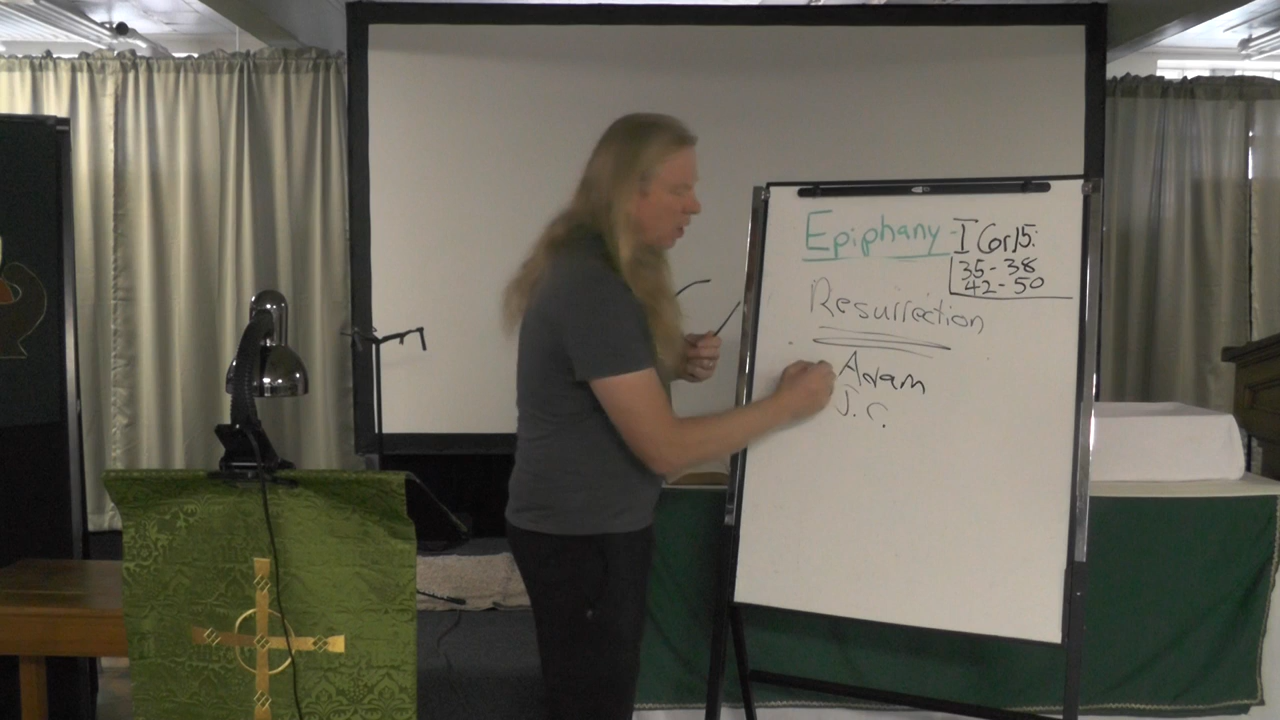 Epiphany - I Cor 15:
35-38
42-50
Resurrection
Adam
J.C.